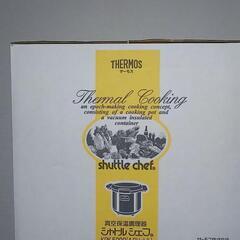 THERMOS
サーモス
Thermal Cooking
an epoch-making cooking concept,
consisting of a cooking pot and
a vacuum insulated
container
shuttle chef®
真空保温調理器
シャトルシェフ®